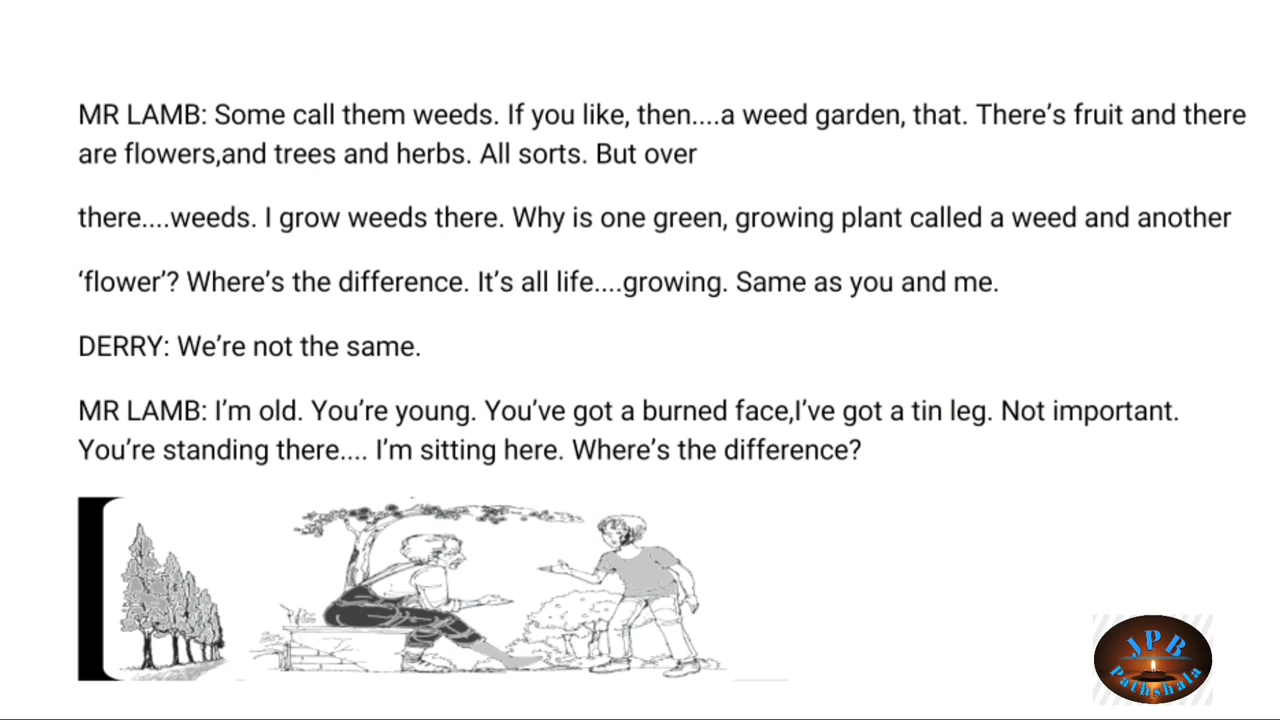 MR LAMB: Some call them weeds. If you like, then....a weed garden, that. There’s fruit and there
are flowers,and trees and herbs. All sorts. But over
there....weeds. I grow weeds there. Why is one green, growing plant called a weed and another
‘flower’? Where’s the difference. It’s all life....growing. Same as you and me.
DERRY: We’re not the same.
MR LAMB: I’m old. You’re young. You’ve got a burned face,I’ve got a tin leg. Not important.
You’re standing there.... I’m sitting here. Where’s the difference?
JPB
Pathshala